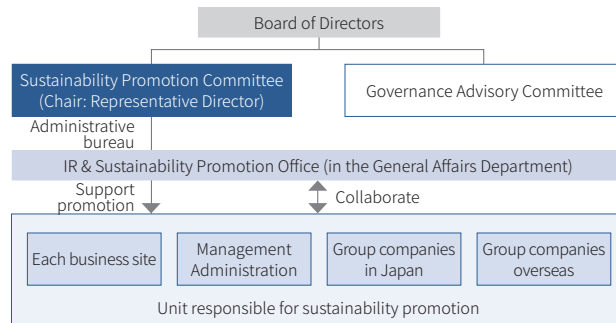 Board of Directors
Sustainability Promotion Committee
(Chair: Representative Director)
Governance Advisory Committee
Administrative
bureau
IR & Sustainability Promotion Office (in the General Affairs Department)
Support
promotion
Collaborate
Each business site
Management
Administration
Group companies
in Japan
Group companies
overseas
Unit responsible for sustainability promotion